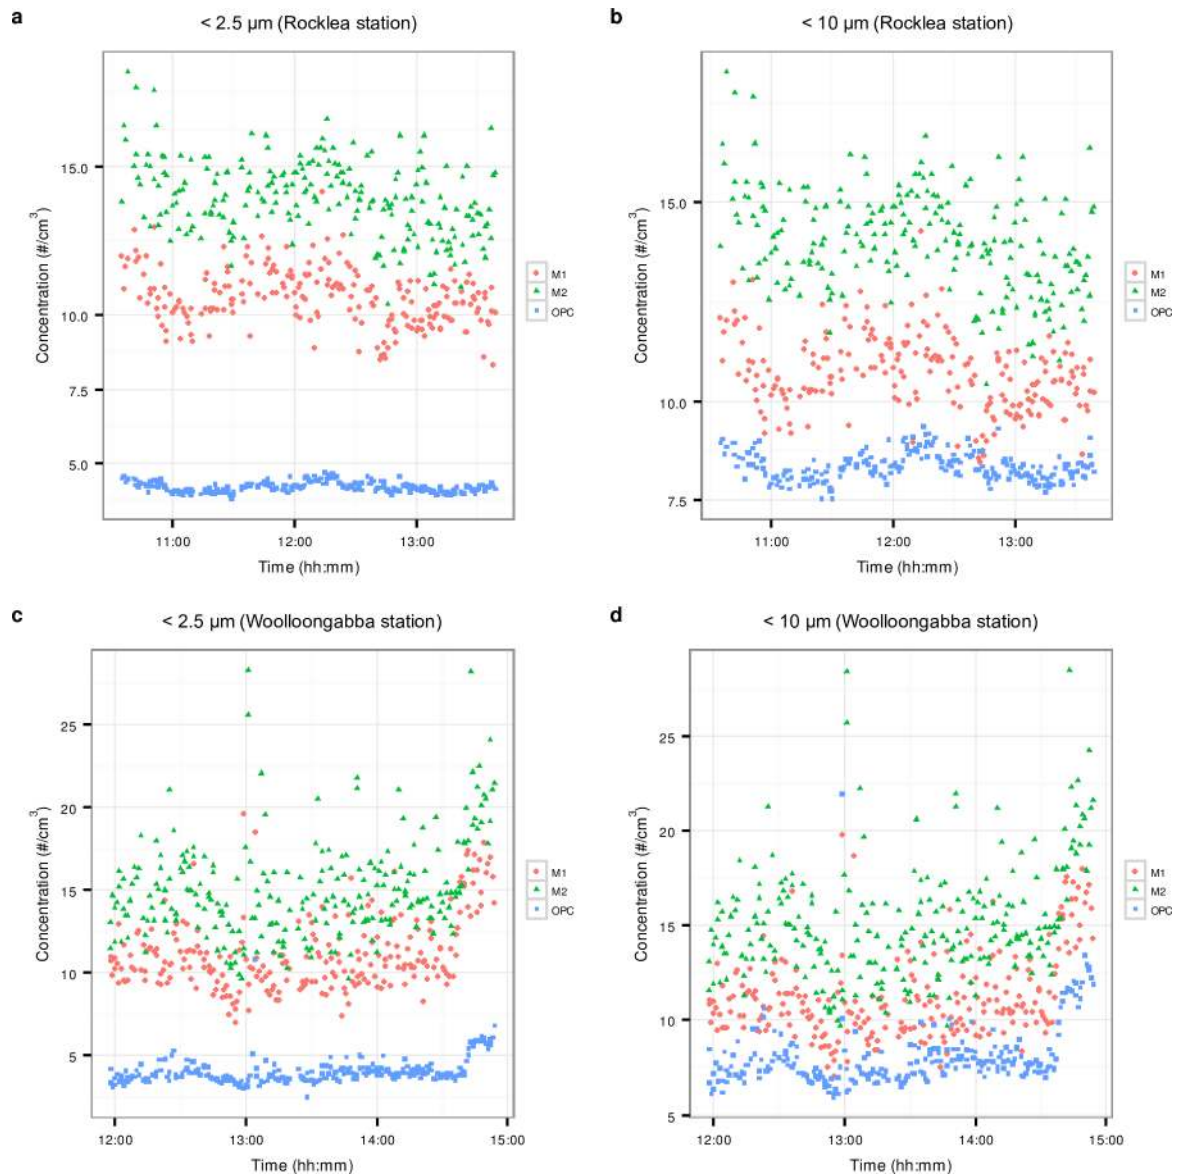 a
< 2.5 µm (Rocklea station)
Concentration (#/cm³)
15.0
10.0
7.5
5.0
11:00
12:00
13:00
Time (hh:mm)
M1
M2
OPC
b
< 10 µm (Rocklea station)
Concentration (#/cm³)
15.0
10.0
7.5
11:00
12:00
13:00
Time (hh:mm)
M1
M2
OPC
c
< 2.5 µm (Woolloongabba station)
Concentration (#/cm³)
25
20
15
10
5
12:00
13:00
14:00
15:00
Time (hh:mm)
M1
M2
OPC
d
< 10 µm (Woolloongabba station)
Concentration (#/cm³)
25
20
15
10
5
12:00
13:00
14:00
15:00
Time (hh:mm)
M1
M2
OPC